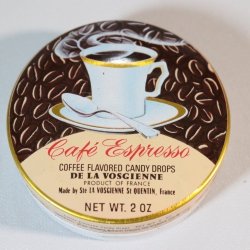 Café Espresso
COFFEE FLAVORED CANDY DROPS
DE LA VOSGIENNE
PRODUCT OF FRANCE
Made by Sté LA VOSGIENNE St QUENTIN, France
NET WT. 2 OZ